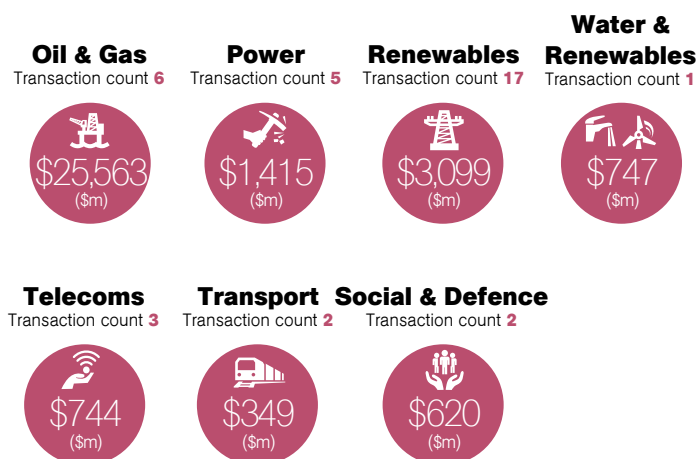 Oil & Gas
Transaction count 6
$25,563
($m)
Power
Transaction count 5
$1,415
($m)
Renewables
Transaction count 17
$3,099
($m)
Water &
Renewables
Transaction count 1
$747
($m)
Telecoms
Transaction count 3
$744
($m)
Transport
Transaction count 2
$349
($m)
Social & Defence
Transaction count 2
$620
($m)